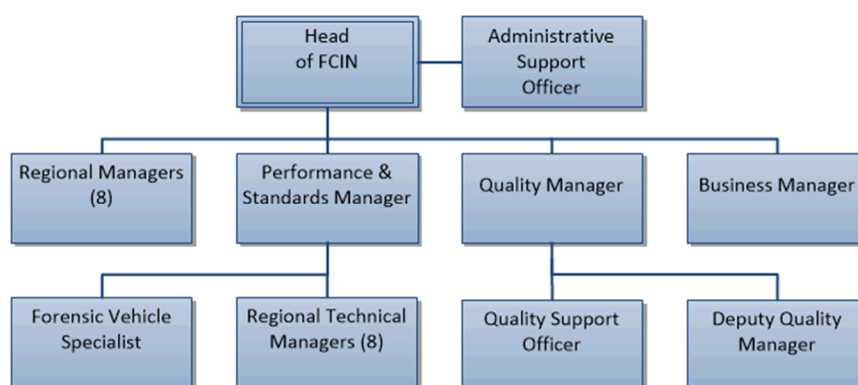 Head
of FCIN
Administrative
Support
Officer
Regional Managers
(8)
Performance &
Standards Manager
Quality Manager
Business Manager
Forensic Vehicle
Specialist
Regional Technical
Managers (8)
Quality Support
Officer
Deputy Quality
Manager